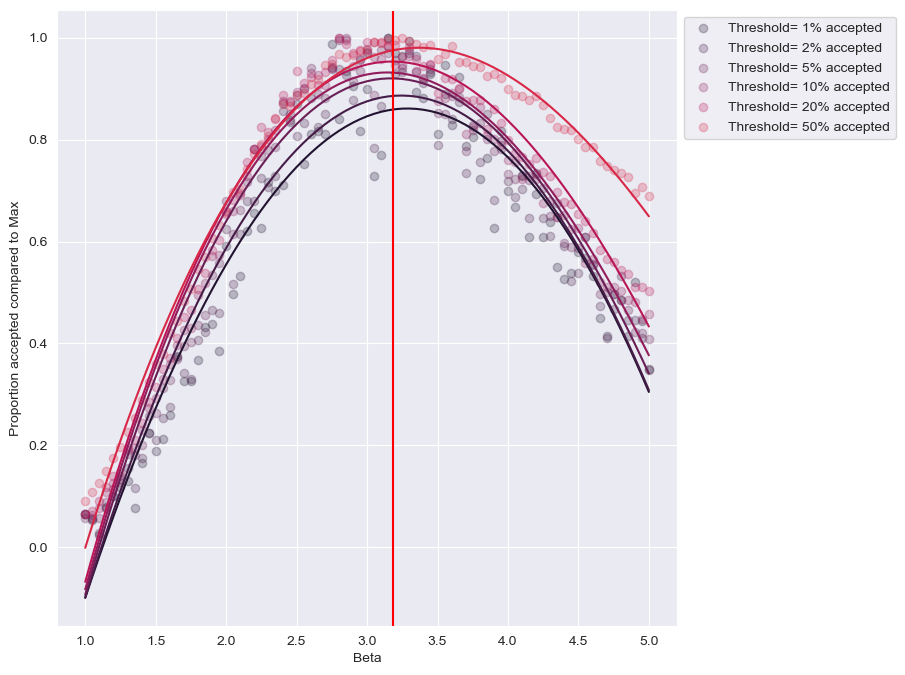 Threshold= 1% accepted
Threshold= 2% accepted
Threshold= 5% accepted
Threshold= 10% accepted
Threshold= 20% accepted
Threshold= 50% accepted
Proportion accepted compared to Max
1.0
0.8
0.6
0.4
0.2
0.0
1.0 1.5 2.0 2.5 3.0 3.5 4.0 4.5 5.0
Beta